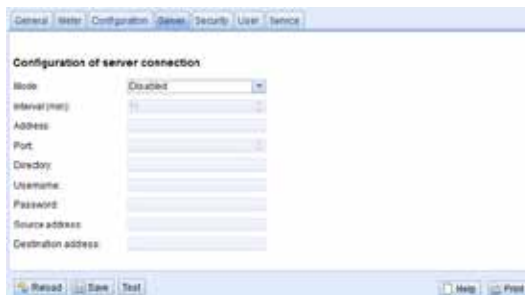 General Meter Configuration Server Security User Service
Configuration of server connection
Mode Disabled
Interval (min)
Address
Port
Directory
Username
Password
Source address
Destination address
Reload Save Test Help Print